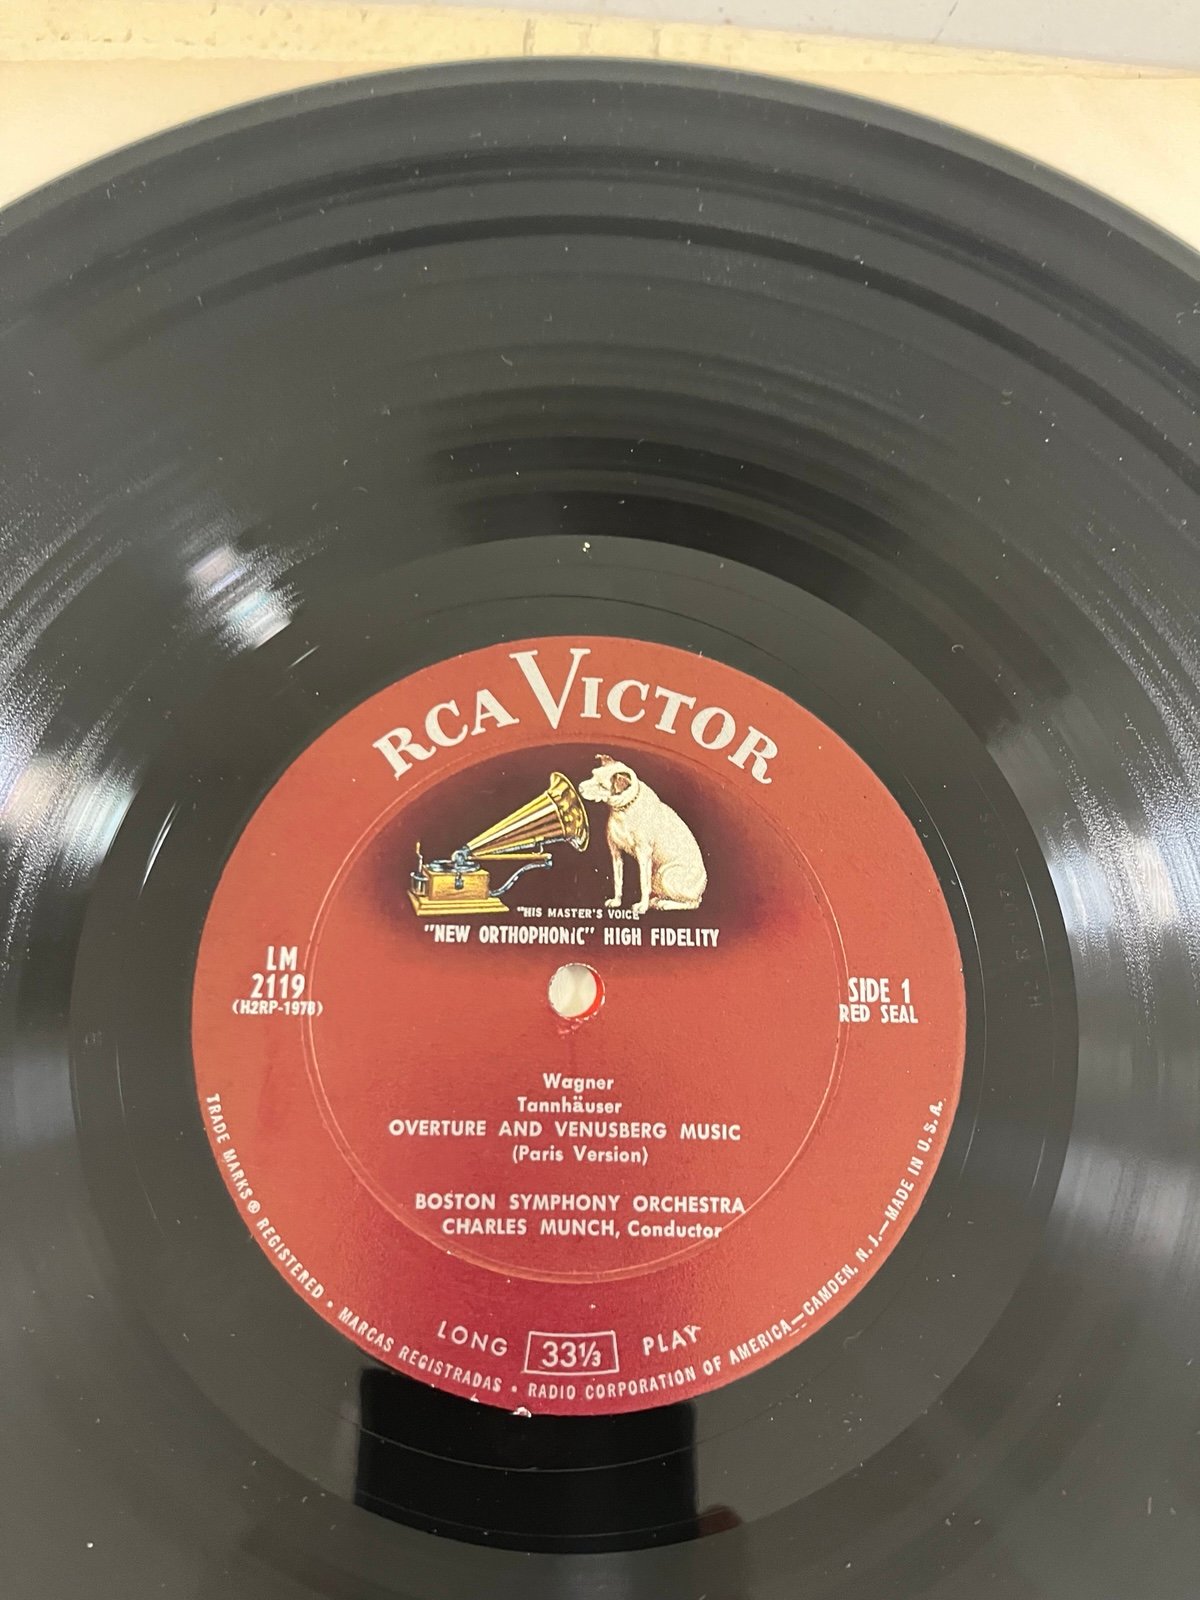 RCA VICTOR
"HIS MASTER'S VOICE"
"NEW ORTHOPHONIC" HIGH FIDELITY
LM
2119
(H2RP-1978)
SIDE 1
RED SEAL
Wagner
Tannhäuser
OVERTURE AND VENUSBERG MUSIC
(Paris Version)
BOSTON SYMPHONY ORCHESTRA
CHARLES MUNCH, Conductor
LONG 33⅓ PLAY
TRADE MARKS ® REGISTERED • MARCAS REGISTRADAS • RADIO CORPORATION OF AMERICA—CAMDEN, N. J.—MADE IN U. S. A.